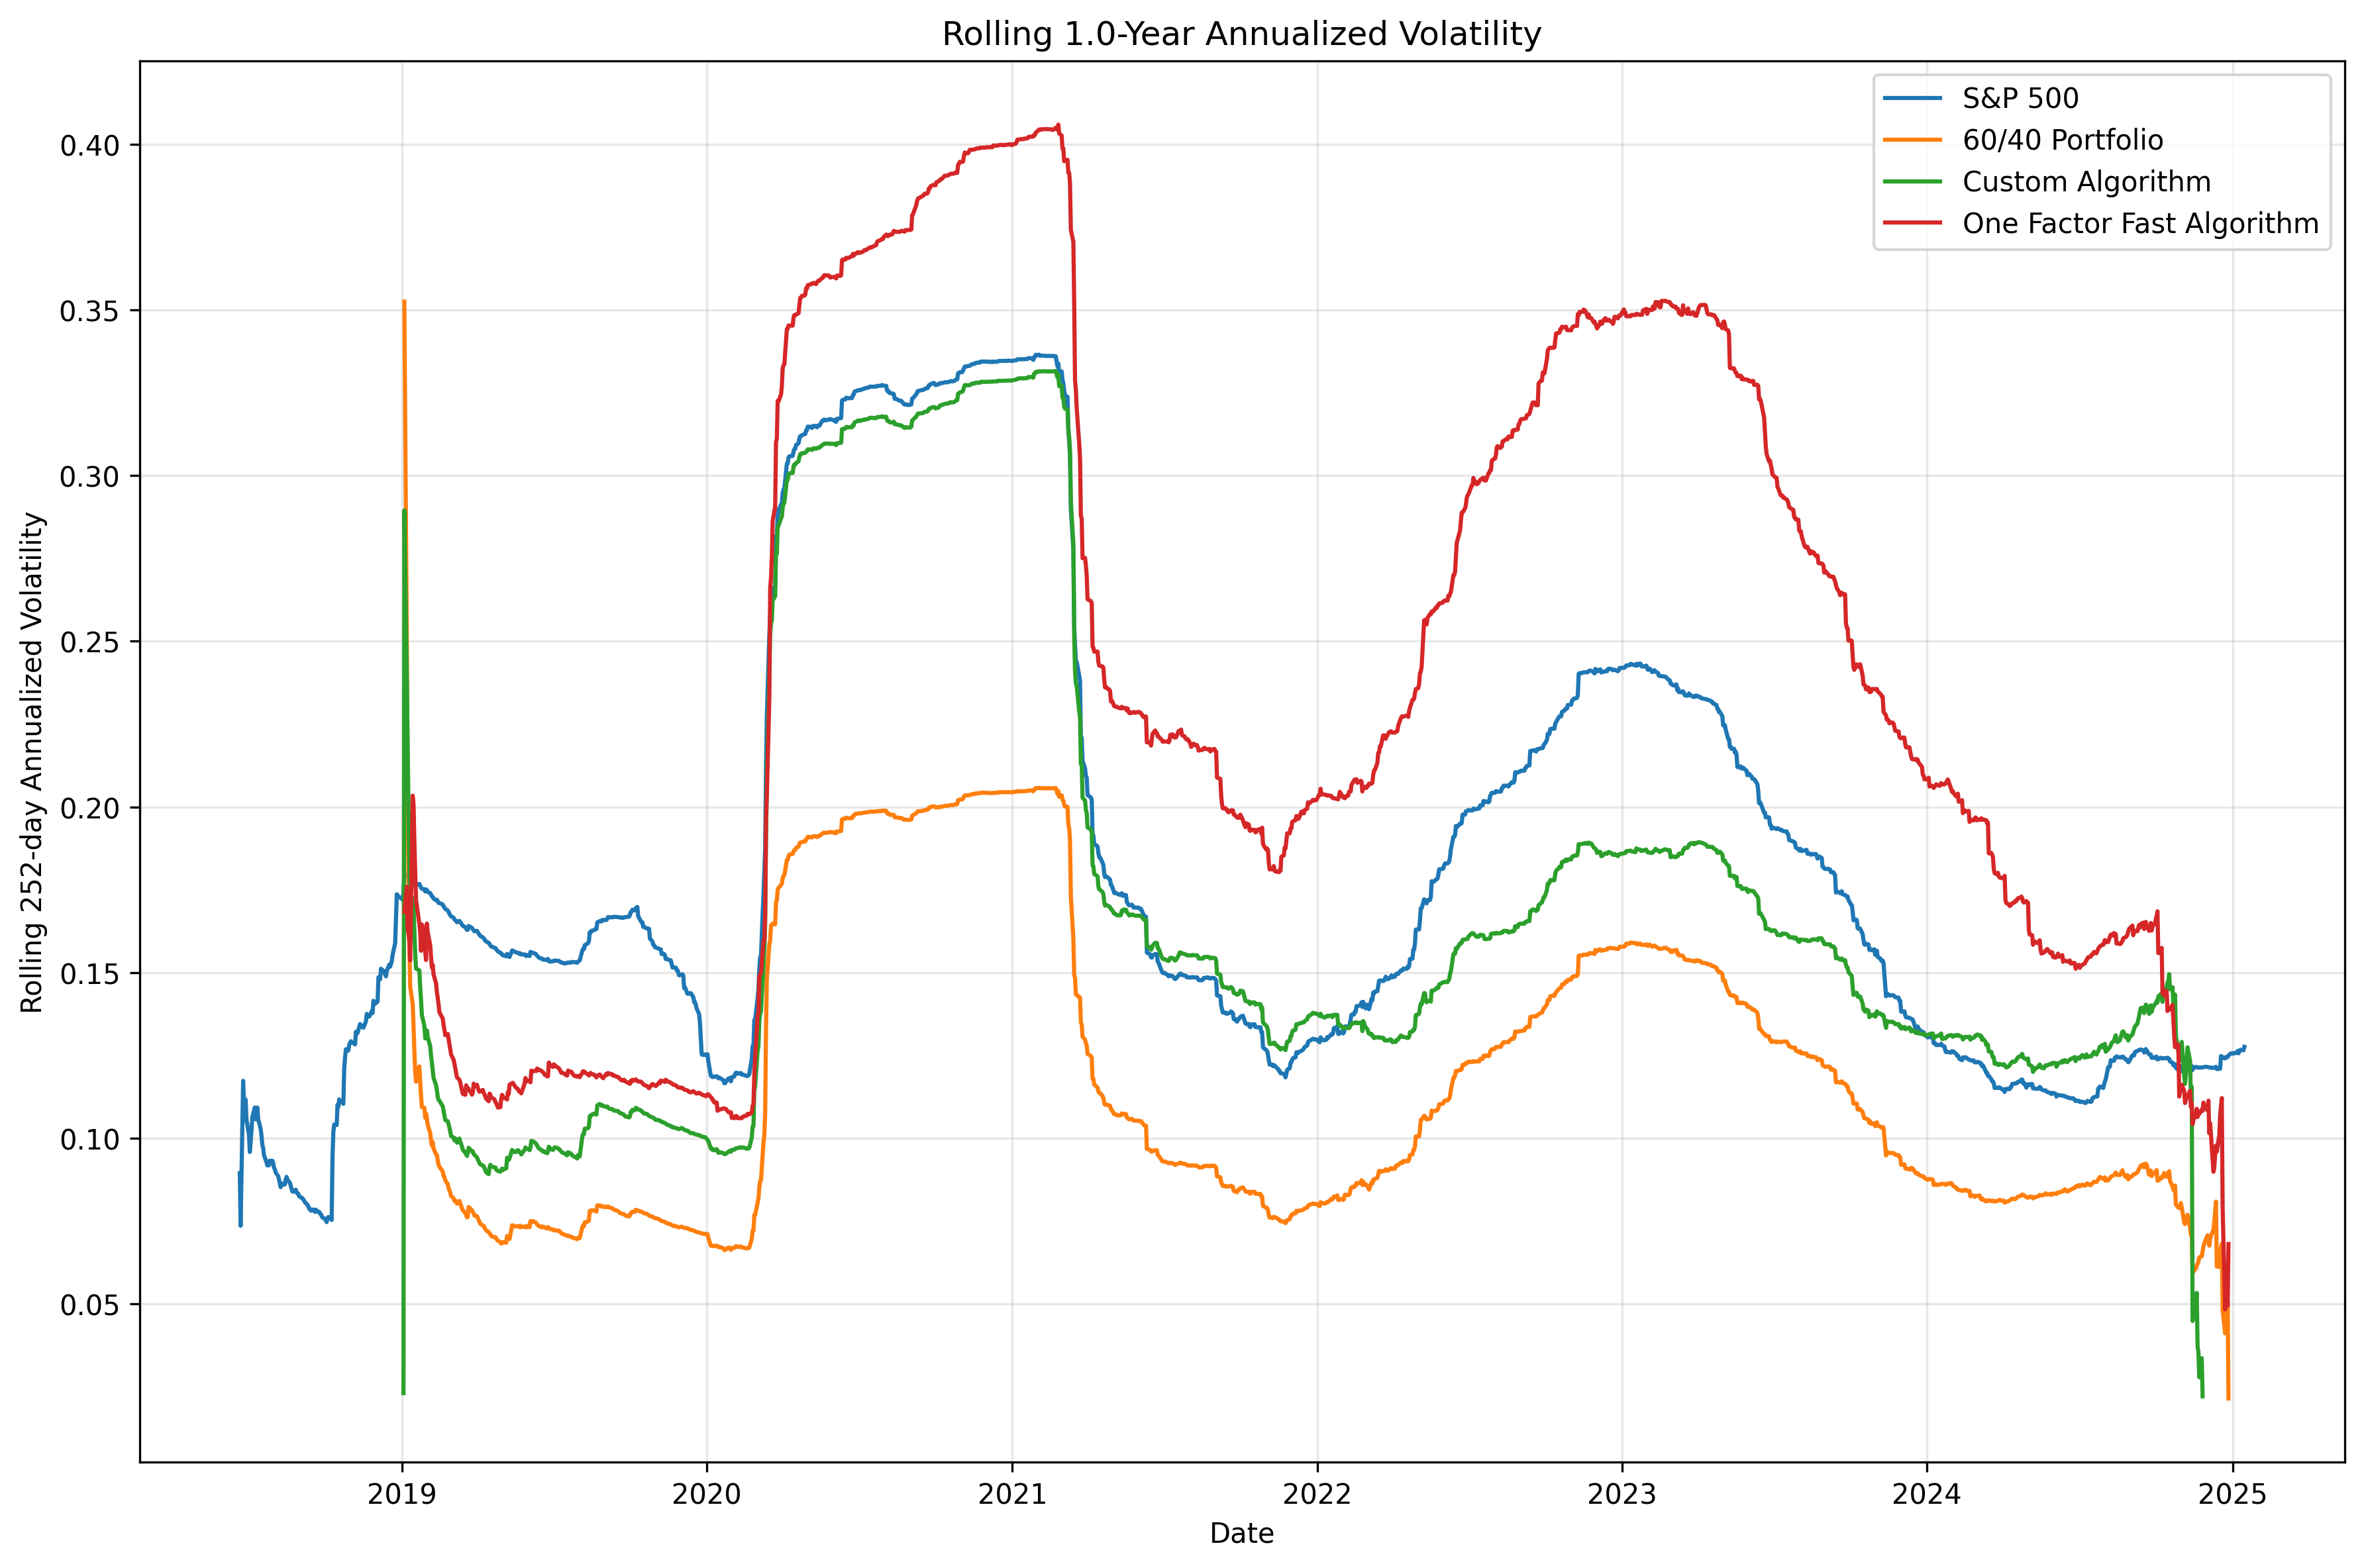 Rolling 1.0-Year Annualized Volatility
S&P 500
60/40 Portfolio
Custom Algorithm
One Factor Fast Algorithm
Rolling 252-day Annualized Volatility
0.40
0.35
0.30
0.25
0.20
0.15
0.10
0.05
2019
2020
2021
2022
2023
2024
2025
Date